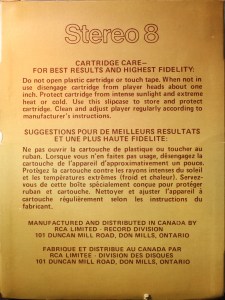 Stereo 8
CARTRIDGE CARE—
FOR BEST RESULTS AND HIGHEST FIDELITY:
Do not open plastic cartridge or touch tape. When not in
use disengage cartridge from player heads about one
inch. Protect cartridge from intense sunlight and extreme
heat or cold. Use this slipcase to store and protect
cartridge. Clean and adjust player regularly according to
manufacturer's instructions.
SUGGESTIONS POUR DE MEILLEURS RESULTATS
ET UNE PLUS HAUTE FIDELITE:
Ne pas ouvrir la cartouche de plastique ou toucher au
ruban. Lorsque vous n'en faites pas usage, désengagez la
cartouche de l'appareil d'approximativement un pouce.
Protégez la cartouche contre les rayons intenses du soleil
et les températures extrêmes (froid et chaleur). Servez-
vous de cette boîte spécialement conçue pour protéger
ruban et cartouche. Nettoyer et ajuster l'appareil à
cartouche régulièrement selon les instructions du
fabricant.
MANUFACTURED AND DISTRIBUTED IN CANADA BY
RCA LIMITED - RECORD DIVISION
101 DUNCAN MILL ROAD, DON MILLS, ONTARIO
FABRIQUE ET DISTRIBUE AU CANADA PAR
RCA LIMITEE - DIVISION DES DISQUES
101 DUNCAN MILL ROAD, DON MILLS, ONTARIO